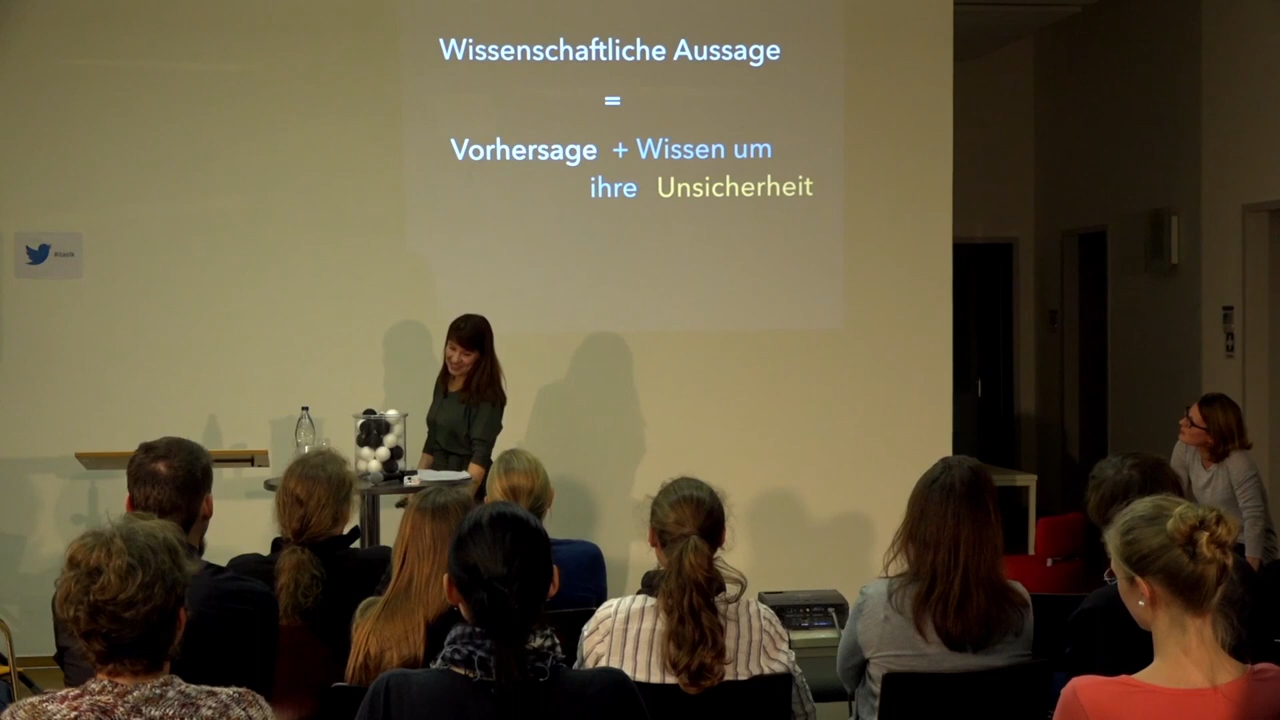 Wissenschaftliche Aussage
=
Vorhersage + Wissen um
ihre Unsicherheit